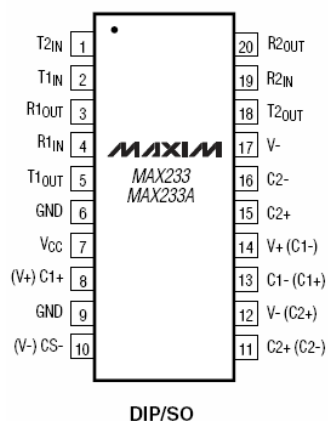 T2IN 1
T1IN 2
R1OUT 3
R1IN 4
T1OUT 5
GND 6
VCC 7
(V+) C1+ 8
GND 9
(V-) CS- 10
MAXIM
MAX233
MAX233A
20 R2OUT
19 R2IN
18 T2OUT
17 V-
16 C2-
15 C2+
14 V+ (C1-)
13 C1- (C1+)
12 V- (C2+)
11 C2+ (C2-)
DIP/SO